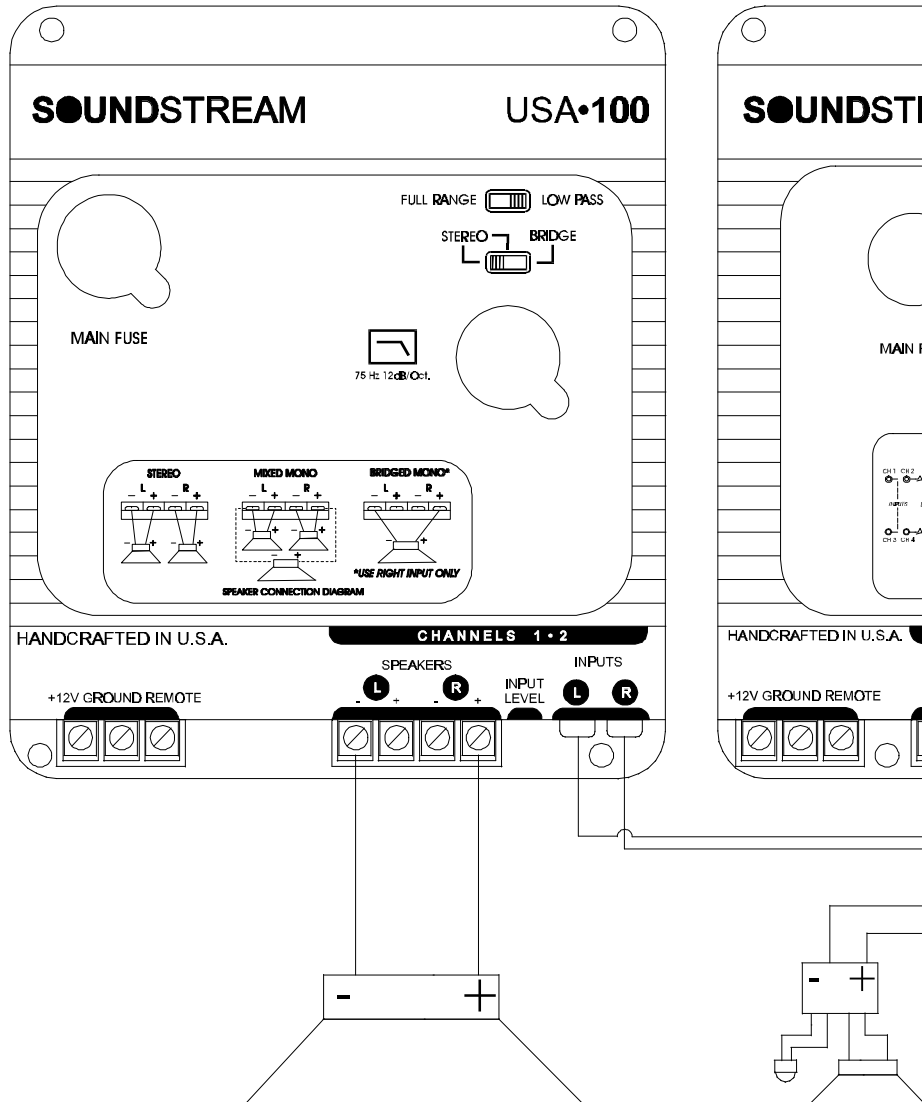 SOUNDSTREAM USA•100
FULL RANGE LOW PASS
STEREO BRIDGE
MAIN FUSE
75 Hz 12dB/Oct.
STEREO MIXED MONO BRIDGED MONO*
L R L R L R
- + - + - + - + - + - +
- + - + - + - + - +
- +
*USE RIGHT INPUT ONLY
SPEAKER CONNECTION DIAGRAM
HANDCRAFTED IN U.S.A.
CHANNELS 1 • 2
SPEAKERS INPUTS
L R INPUT LEVEL L R
+12V GROUND REMOTE
- + - +
- +
SOUNDST
MAIN F
CH 1 CH 2
INPUTS
CH 3 CH 4
HANDCRAFTED IN U.S.A.
+12V GROUND REMOTE
- +